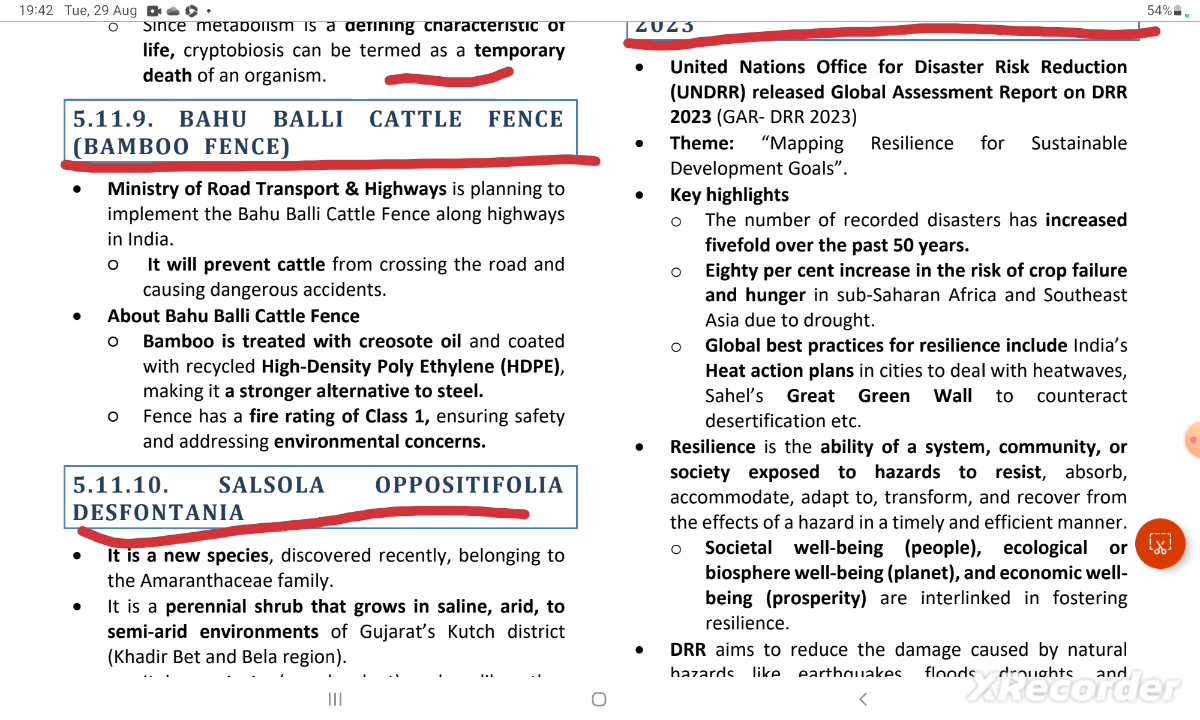 19:42 Tue, 29 Aug
54%
o Since metabolism is a defining characteristic of
life, cryptobiosis can be termed as a temporary
death of an organism.
5.11.9. BAHU BALLI CATTLE FENCE
(BAMBOO FENCE)
• Ministry of Road Transport & Highways is planning to
implement the Bahu Balli Cattle Fence along highways
in India.
o It will prevent cattle from crossing the road and
causing dangerous accidents.
• About Bahu Balli Cattle Fence
o Bamboo is treated with creosote oil and coated
with recycled High-Density Poly Ethylene (HDPE),
making it a stronger alternative to steel.
o Fence has a fire rating of Class 1, ensuring safety
and addressing environmental concerns.
5.11.10. SALSOLA OPPOSITIFOLIA
DESFONTANIA
• It is a new species, discovered recently, belonging to
the Amaranthaceae family.
• It is a perennial shrub that grows in saline, arid, to
semi-arid environments of Gujarat's Kutch district
(Khadir Bet and Bela region).
2023
• United Nations Office for Disaster Risk Reduction
(UNDRR) released Global Assessment Report on DRR
2023 (GAR- DRR 2023)
• Theme: “Mapping Resilience for Sustainable
Development Goals”.
• Key highlights
o The number of recorded disasters has increased
fivefold over the past 50 years.
o Eighty per cent increase in the risk of crop failure
and hunger in sub-Saharan Africa and Southeast
Asia due to drought.
o Global best practices for resilience include India's
Heat action plans in cities to deal with heatwaves,
Sahel's Great Green Wall to counteract
desertification etc.
• Resilience is the ability of a system, community, or
society exposed to hazards to resist, absorb,
accommodate, adapt to, transform, and recover from
the effects of a hazard in a timely and efficient manner.
o Societal well-being (people), ecological or
biosphere well-being (planet), and economic well-
being (prosperity) are interlinked in fostering
resilience.
• DRR aims to reduce the damage caused by natural
hazards like earthquakes, floods, droughts, and
XRecorder